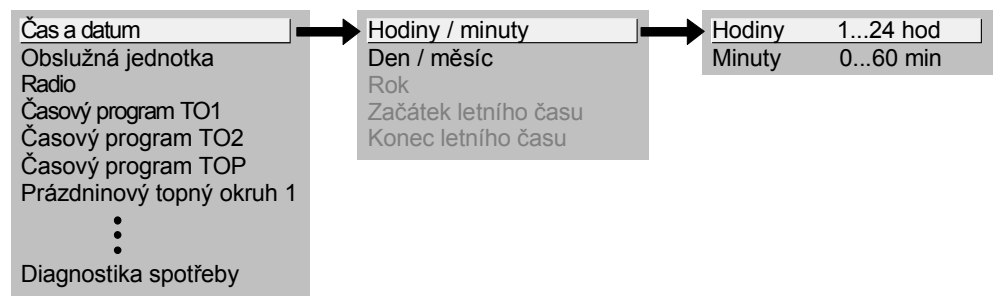 Čas a datum
Obslužná jednotka
Radio
Časový program TO1
Časový program TO2
Časový program TOP
Prázdninový topný okruh 1
Diagnostika spotřeby
Hodiny / minuty
Den / měsíc
Rok
Začátek letního času
Konec letního času
Hodiny 1...24 hod
Minuty 0...60 min